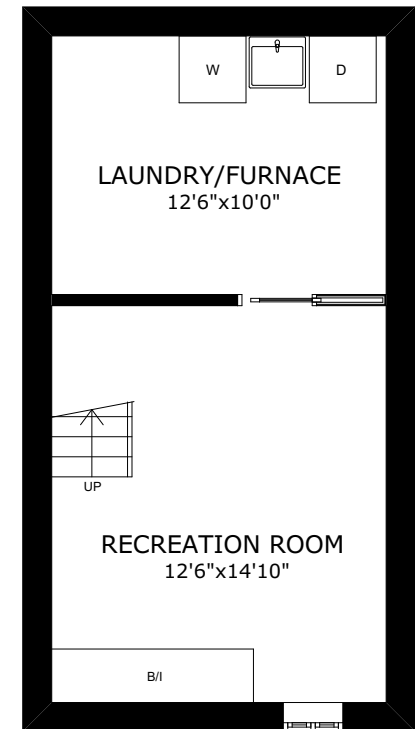 W
D
LAUNDRY/FURNACE
12'6"x10'0"
UP
RECREATION ROOM
12'6"x14'10"
B/I